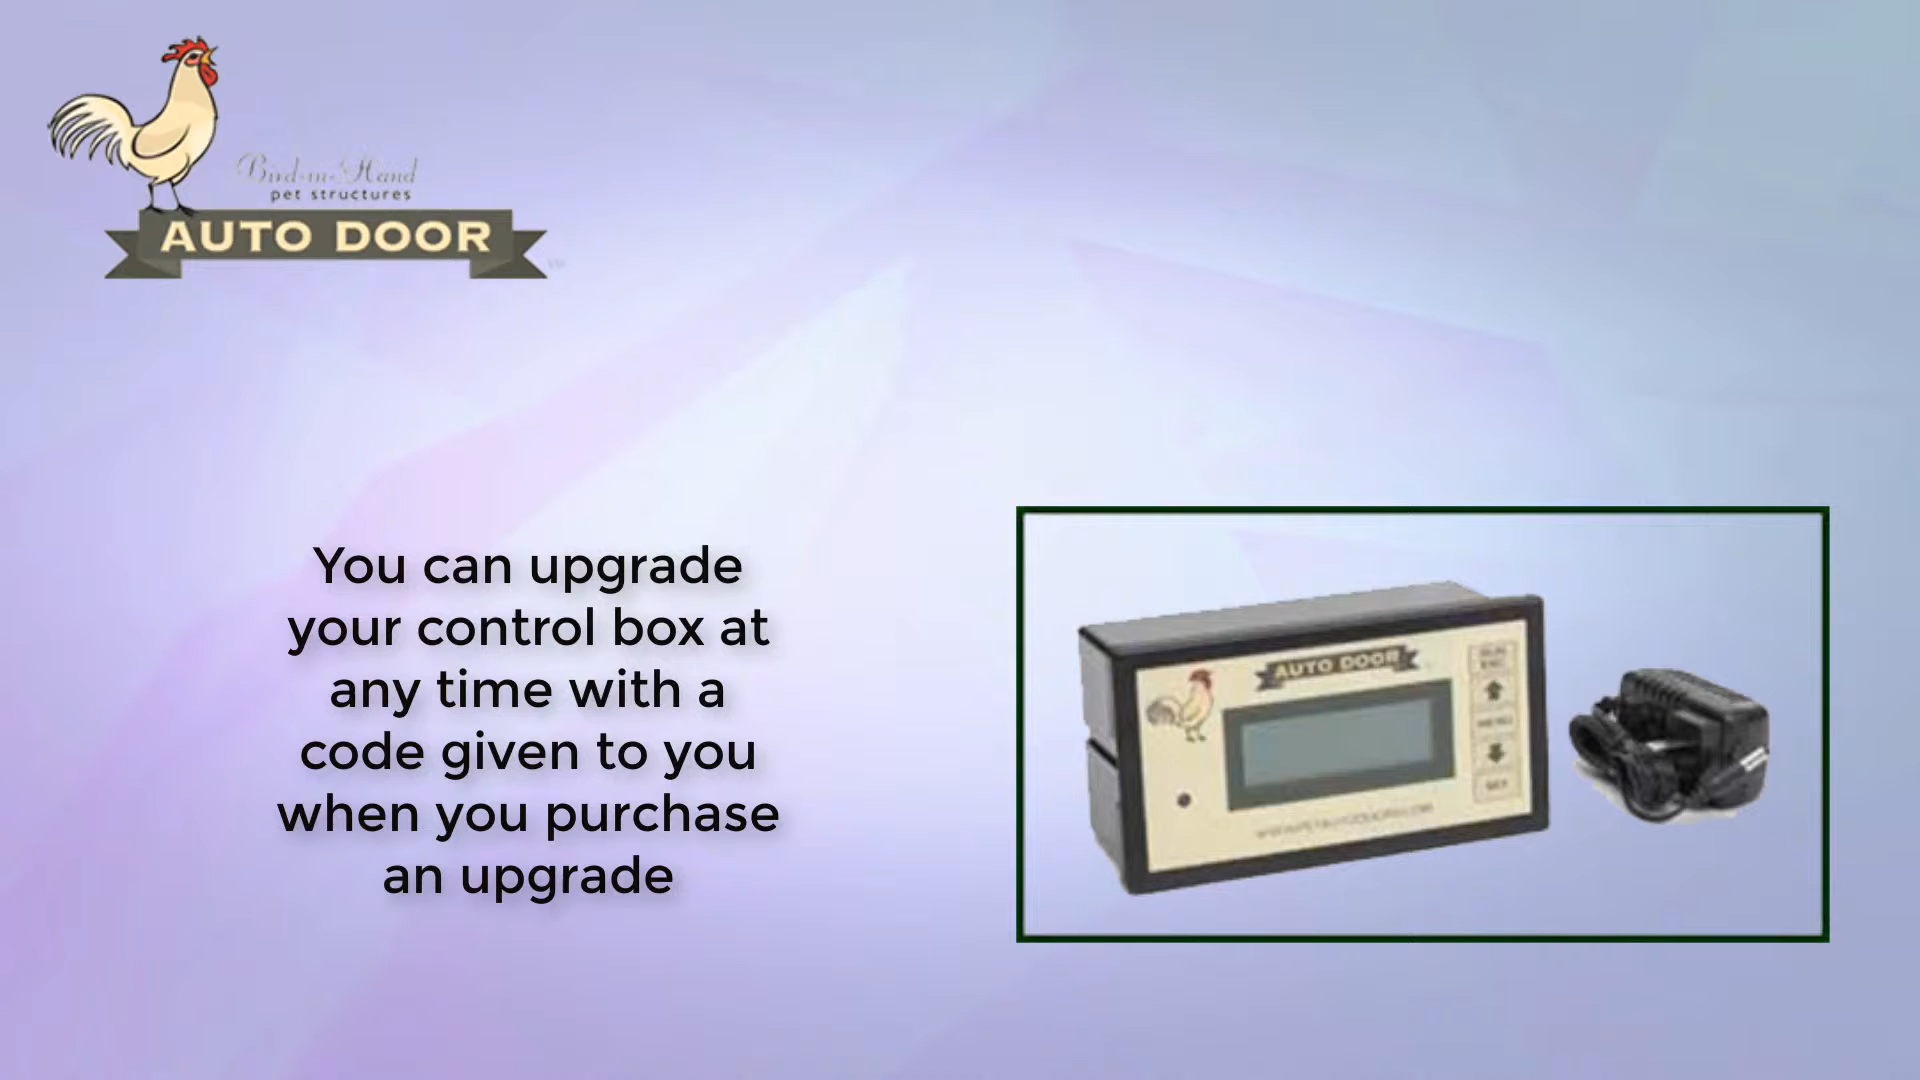 Bird-in-Hand
pet structures
AUTO DOOR
You can upgrade
your control box at
any time with a
code given to you
when you purchase
an upgrade
AUTO DOOR